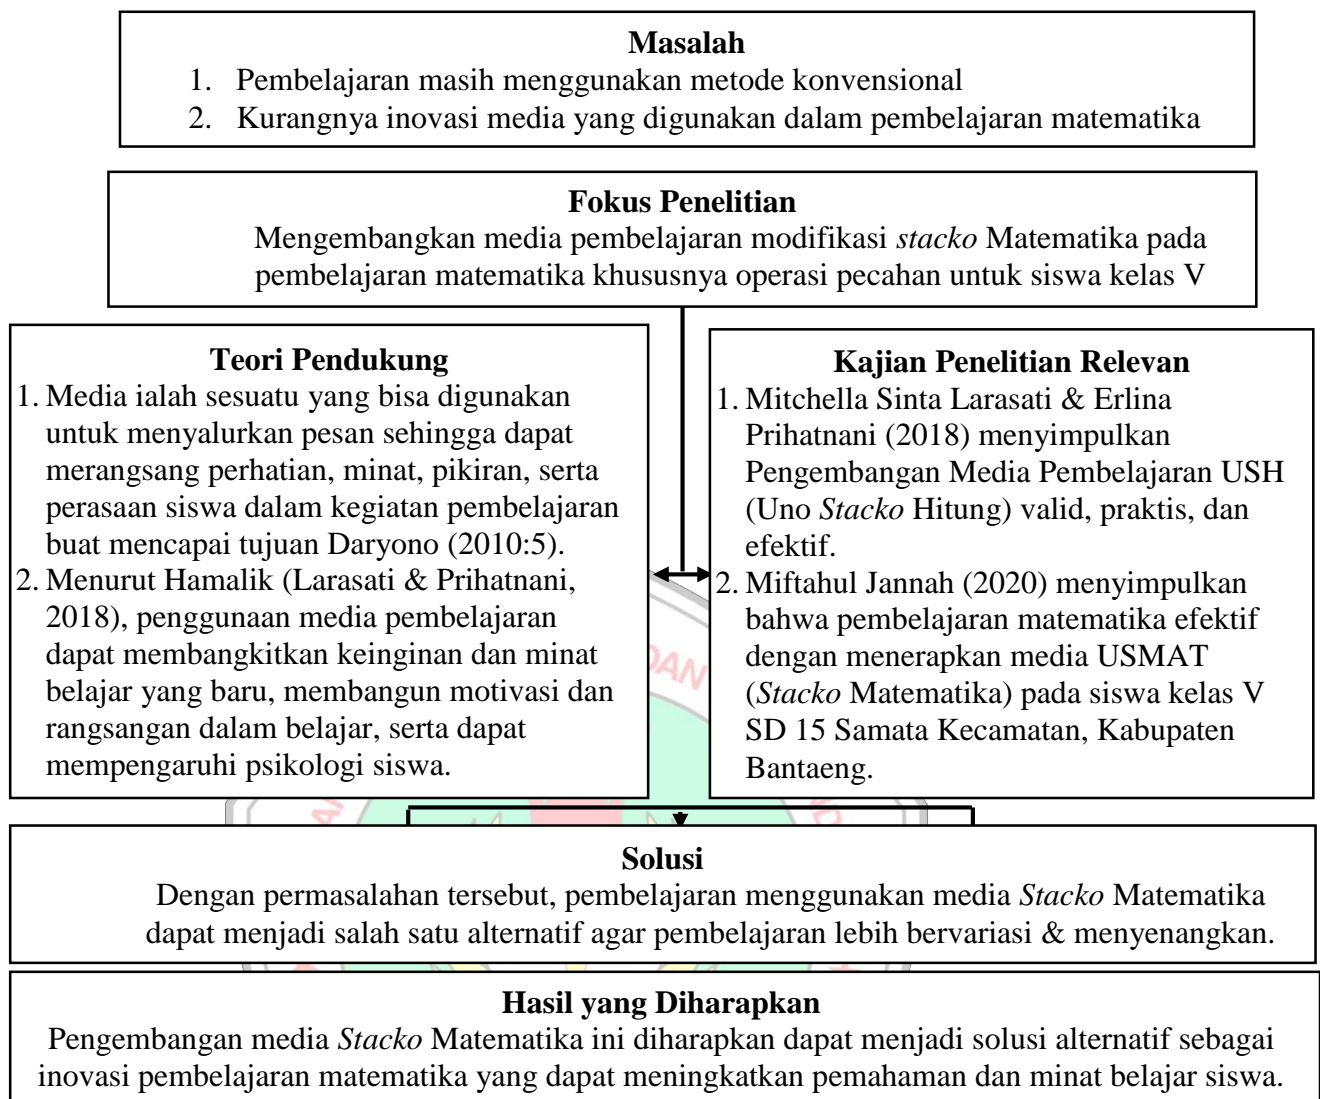 Masalah
1. Pembelajaran masih menggunakan metode konvensional
2. Kurangnya inovasi media yang digunakan dalam pembelajaran matematika
Fokus Penelitian
Mengembangkan media pembelajaran modifikasi stacko Matematika pada
pembelajaran matematika khususnya operasi pecahan untuk siswa kelas V
Teori Pendukung
1. Media ialah sesuatu yang bisa digunakan
untuk menyalurkan pesan sehingga dapat
merangsang perhatian, minat, pikiran, serta
perasaan siswa dalam kegiatan pembelajaran
buat mencapai tujuan Daryono (2010:5).
2. Menurut Hamalik (Larasati & Prihatnani,
2018), penggunaan media pembelajaran
dapat membangkitkan keinginan dan minat
belajar yang baru, membangun motivasi dan
rangsangan dalam belajar, serta dapat
mempengaruhi psikologi siswa.
Kajian Penelitian Relevan
1. Mitchella Sinta Larasati & Erlina
Prihatnani (2018) menyimpulkan
Pengembangan Media Pembelajaran USH
(Uno Stacko Hitung) valid, praktis, dan
efektif.
2. Miftahul Jannah (2020) menyimpulkan
bahwa pembelajaran matematika efektif
dengan menerapkan media USMAT
(Stacko Matematika) pada siswa kelas V
SD 15 Samata Kecamatan, Kabupaten
Bantaeng.
DAN
Solusi
Dengan permasalahan tersebut, pembelajaran menggunakan media Stacko Matematika
dapat menjadi salah satu alternatif agar pembelajaran lebih bervariasi & menyenangkan.
Hasil yang Diharapkan
Pengembangan media Stacko Matematika ini diharapkan dapat menjadi solusi alternatif sebagai
inovasi pembelajaran matematika yang dapat meningkatkan pemahaman dan minat belajar siswa.